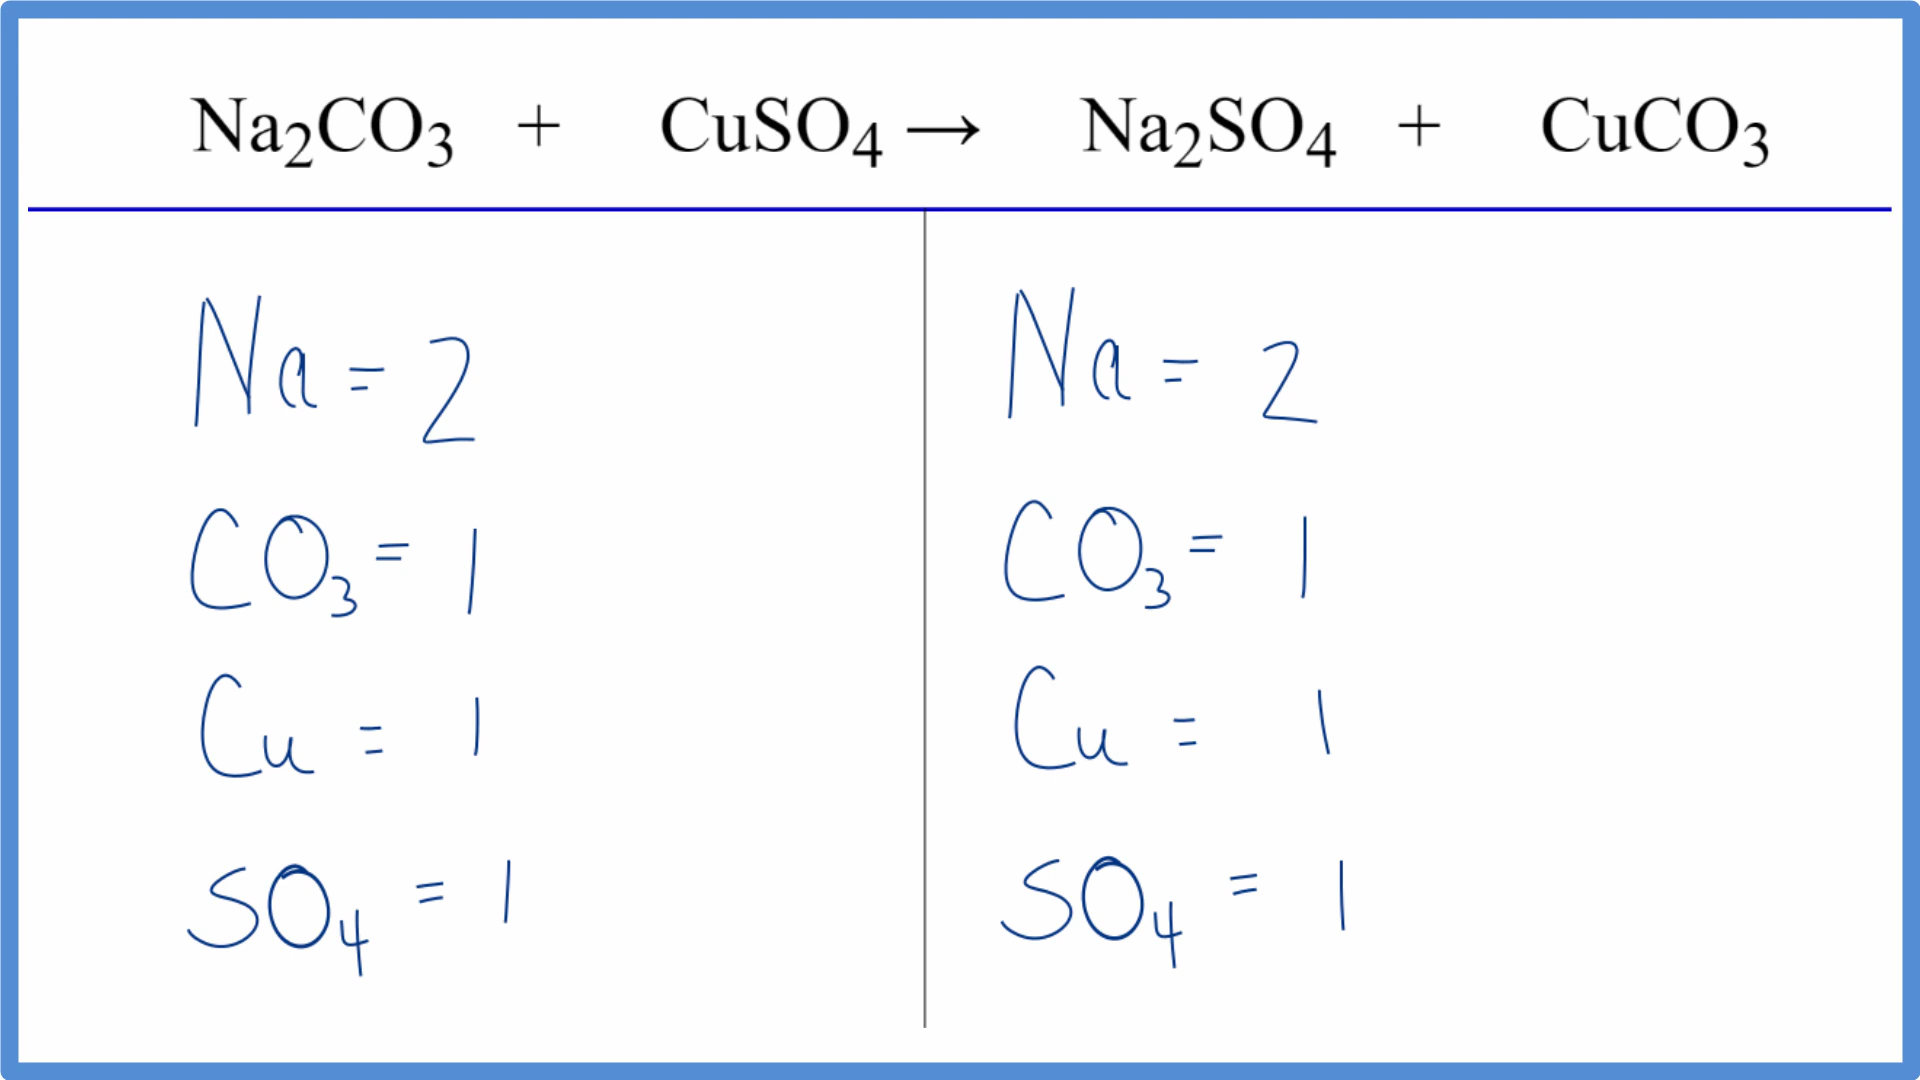 Na₂CO₃ + CuSO₄ → Na₂SO₄ + CuCO₃
Na = 2
CO₃ = 1
Cu = 1
SO₄ = 1
Na = 2
CO₃ = 1
Cu = 1
SO₄ = 1